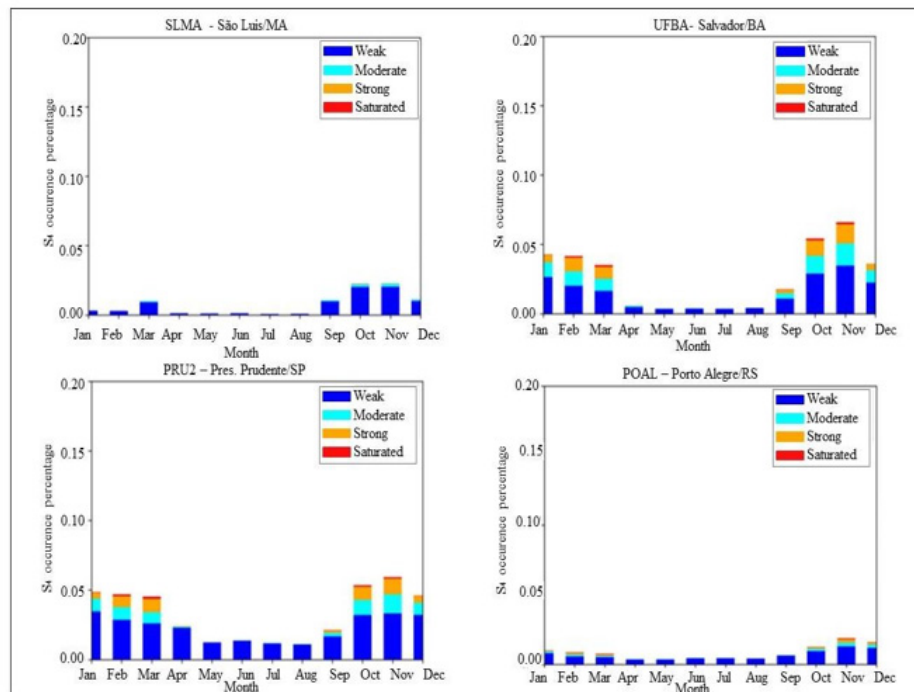 SLMA - São Luis/MA
0.20
0.15
0.10
0.05
0.00
S₄ occurence percentage
Weak
Moderate
Strong
Saturated
Jan Feb Mar Apr May Jun Jul Aug Sep Oct Nov Dec
Month
UFBA- Salvador/BA
0.20
0.15
0.10
0.05
0.00
S₄ occurence percentage
Weak
Moderate
Strong
Saturated
Jan Feb Mar Apr May Jun Jul Aug Sep Oct Nov Dec
Month
PRU2 – Pres. Prudente/SP
0.20
0.15
0.10
0.05
0.00
S₄ occurence percentage
Weak
Moderate
Strong
Saturated
Jan Feb Mar Apr May Jun Jul Aug Sep Oct Nov Dec
Month
POAL – Porto Alegre/RS
0.20
0.15
0.10
0.05
0.00
S₄ occurence percentage
Weak
Moderate
Strong
Saturated
Jan Feb Mar Apr May Jun Jul Aug Sep Oct Nov Dec
Month